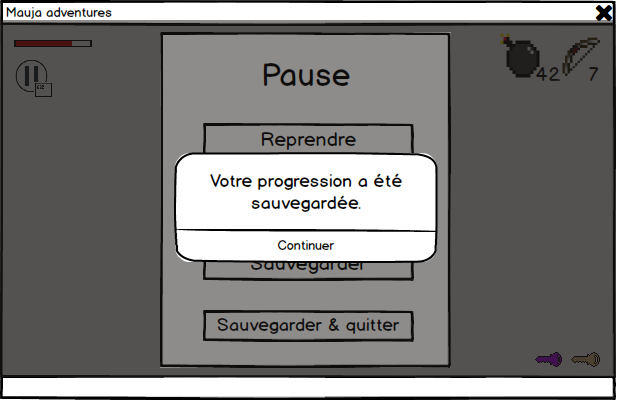 Mauja adventures
Pause
42
7
Reprendre
Votre progression a été
sauvegardée.
Continuer
Sauvegarder
Sauvegarder & quitter